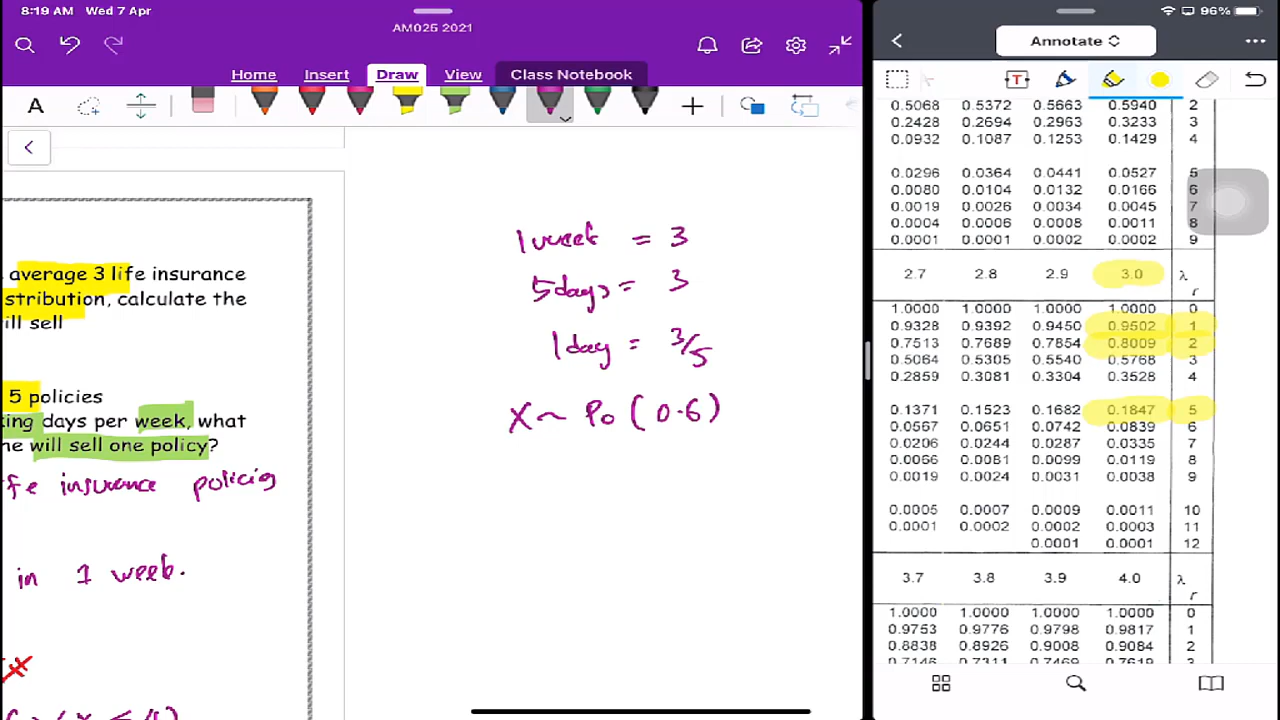 8:19 AM Wed 7 Apr
AM025 2021
Home Insert Draw View Class Notebook
A
average 3 life insurance
stribution, calculate the
ill sell
5 policies
ing days per week, what
he will sell one policy?
fe insurance policies
in 1 week.
1 week = 3
5 days = 3
1 day = 3/5
X ~ Po (0.6)
96%
Annotate
T
0.5068 0.5372 0.5663 0.5940 2
0.2428 0.2694 0.2963 0.3233 3
0.0932 0.1087 0.1253 0.1429 4
0.0296 0.0364 0.0441 0.0527 5
0.0080 0.0104 0.0132 0.0166 6
0.0019 0.0026 0.0034 0.0045 7
0.0004 0.0006 0.0008 0.0011 8
0.0001 0.0001 0.0002 0.0002 9
2.7 2.8 2.9 3.0 λ
r
1.0000 1.0000 1.0000 1.0000 0
0.9328 0.9392 0.9450 0.9502 1
0.7513 0.7689 0.7854 0.8009 2
0.5064 0.5305 0.5540 0.5768 3
0.2859 0.3081 0.3304 0.3528 4
0.1371 0.1523 0.1682 0.1847 5
0.0567 0.0651 0.0742 0.0839 6
0.0206 0.0244 0.0287 0.0335 7
0.0066 0.0081 0.0099 0.0119 8
0.0019 0.0024 0.0031 0.0038 9
0.0005 0.0007 0.0009 0.0011 10
0.0001 0.0002 0.0002 0.0003 11
0.0001 0.0001 12
3.7 3.8 3.9 4.0 λ
r
1.0000 1.0000 1.0000 1.0000 0
0.9753 0.9776 0.9798 0.9817 1
0.8838 0.8926 0.9008 0.9084 2
0.7146 0.7311 0.7469 0.7619 3